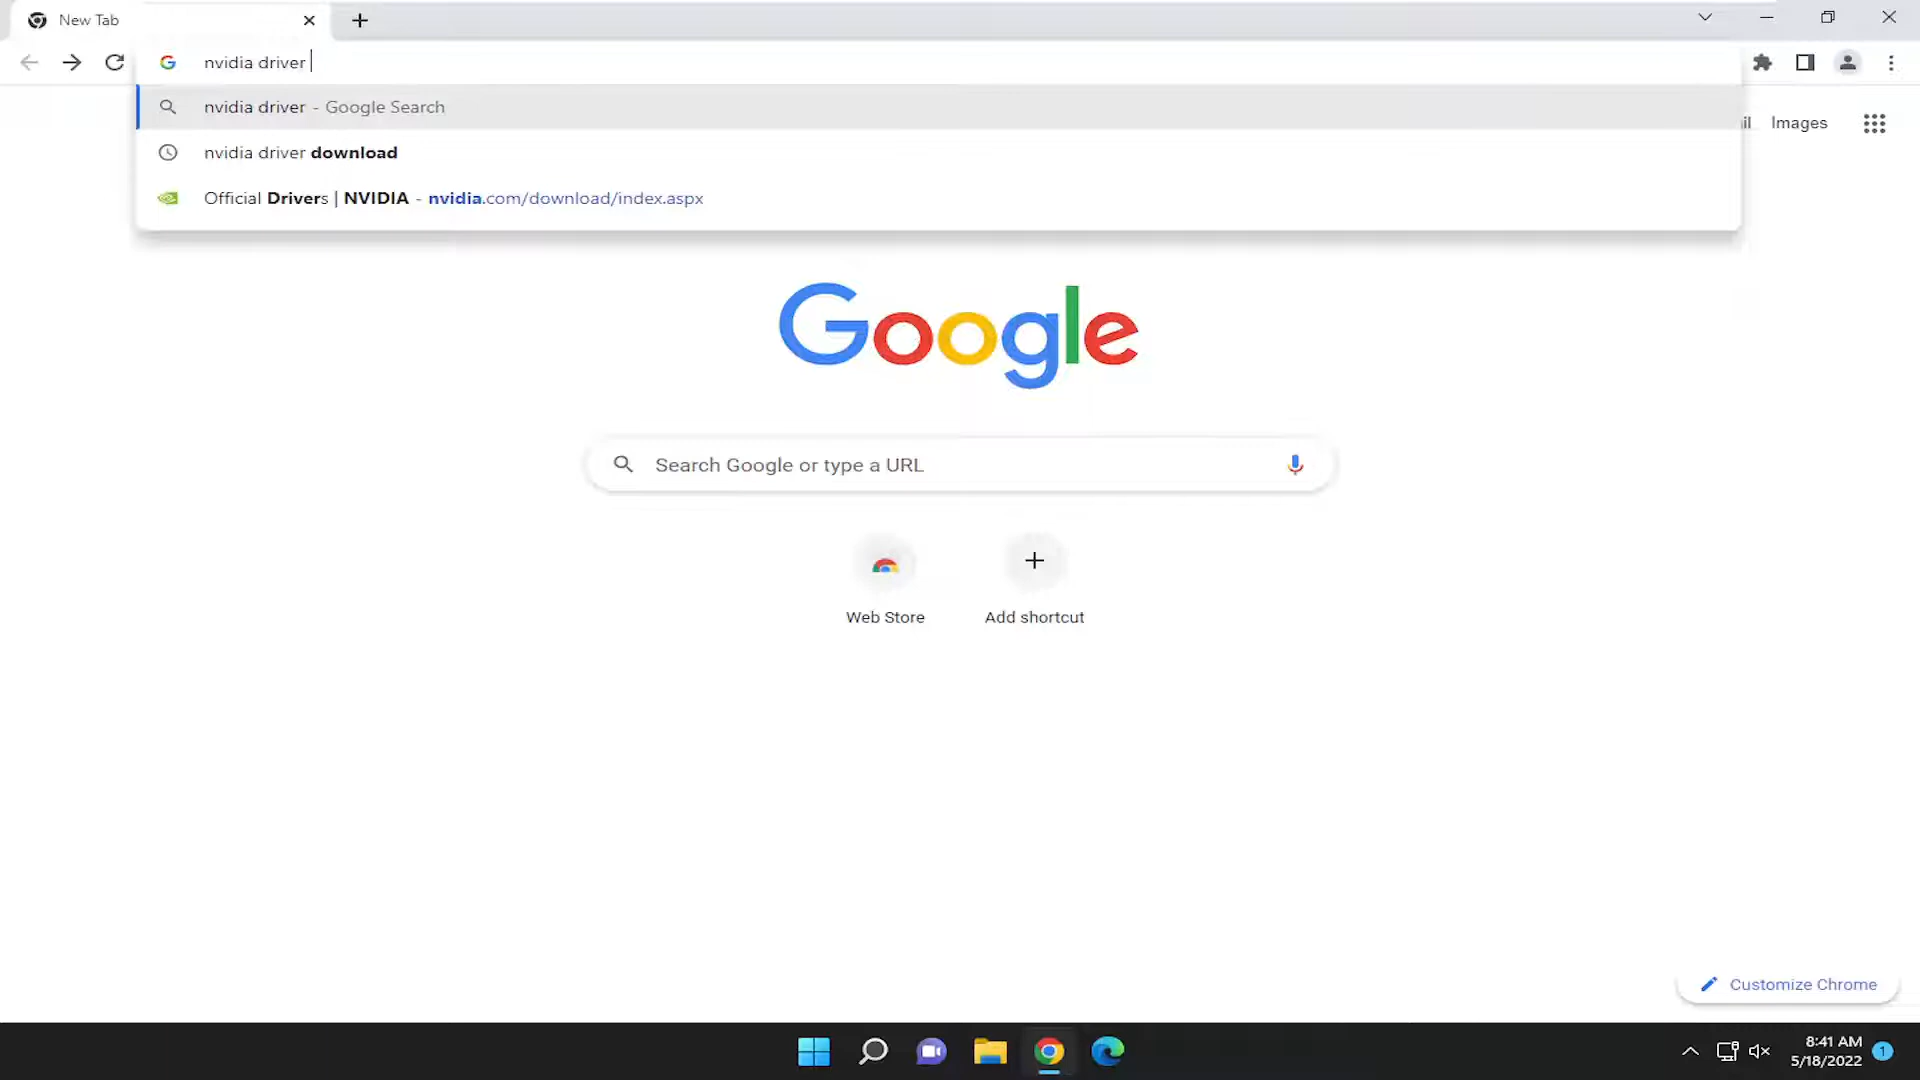 New Tab
nvidia driver
nvidia driver - Google Search
nvidia driver download
Official Drivers | NVIDIA - nvidia.com/download/index.aspx
il Images
Google
Search Google or type a URL
Web Store
Add shortcut
Customize Chrome
8:41 AM
5/18/2022
1